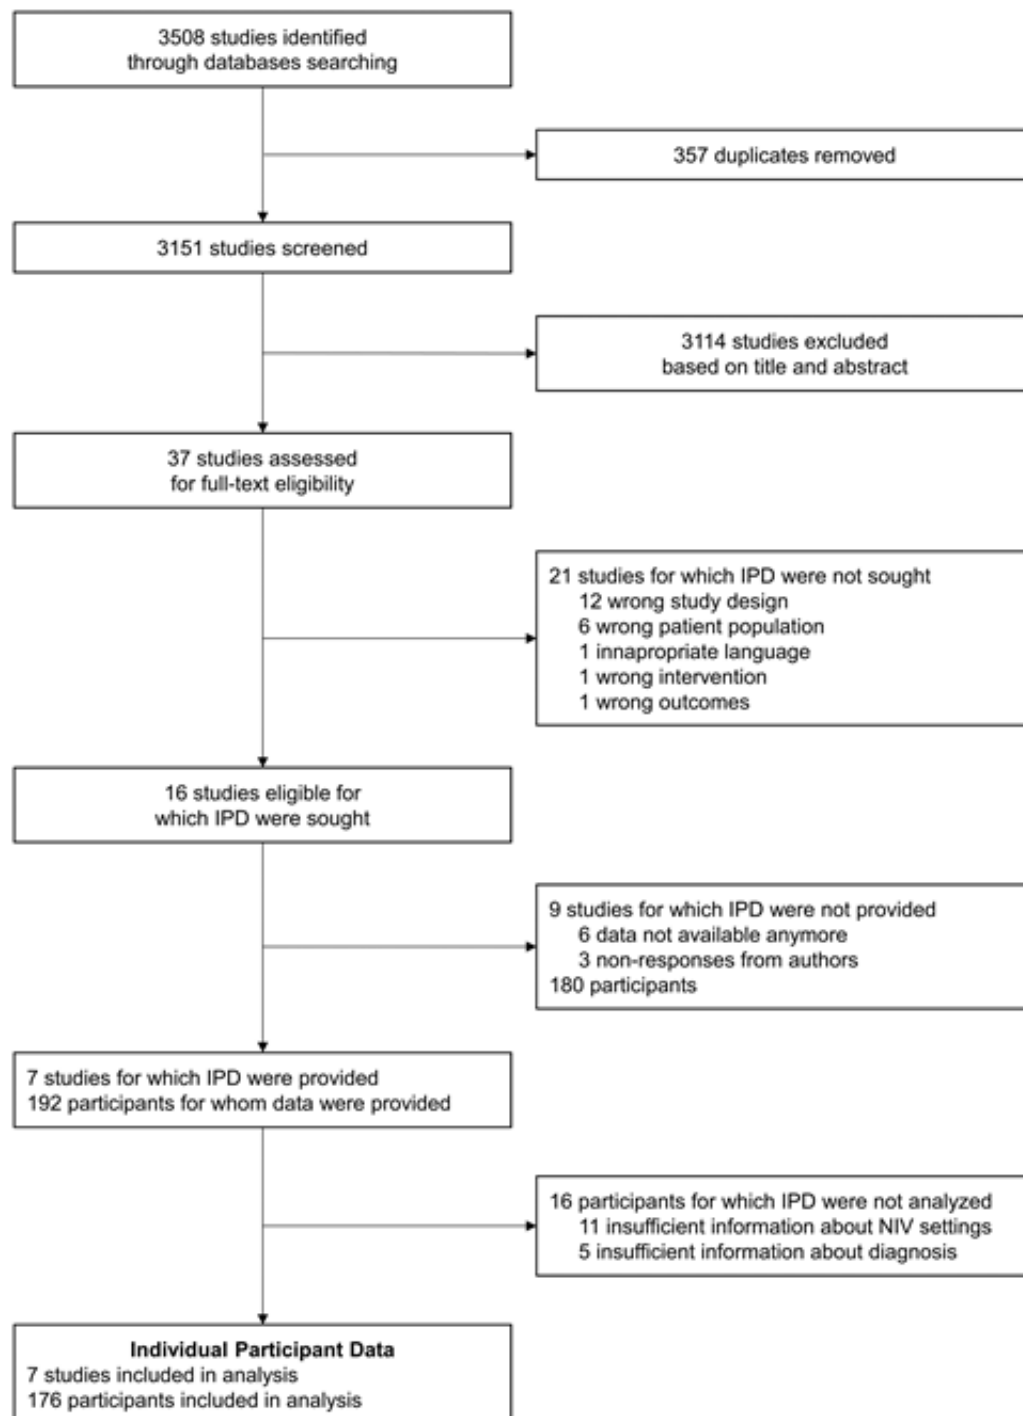 3508 studies identified
through databases searching
357 duplicates removed
3151 studies screened
3114 studies excluded
based on title and abstract
37 studies assessed
for full-text eligibility
21 studies for which IPD were not sought
12 wrong study design
6 wrong patient population
1 innapropriate language
1 wrong intervention
1 wrong outcomes
16 studies eligible for
which IPD were sought
9 studies for which IPD were not provided
6 data not available anymore
3 non-responses from authors
180 participants
7 studies for which IPD were provided
192 participants for whom data were provided
16 participants for which IPD were not analyzed
11 insufficient information about NIV settings
5 insufficient information about diagnosis
Individual Participant Data
7 studies included in analysis
176 participants included in analysis